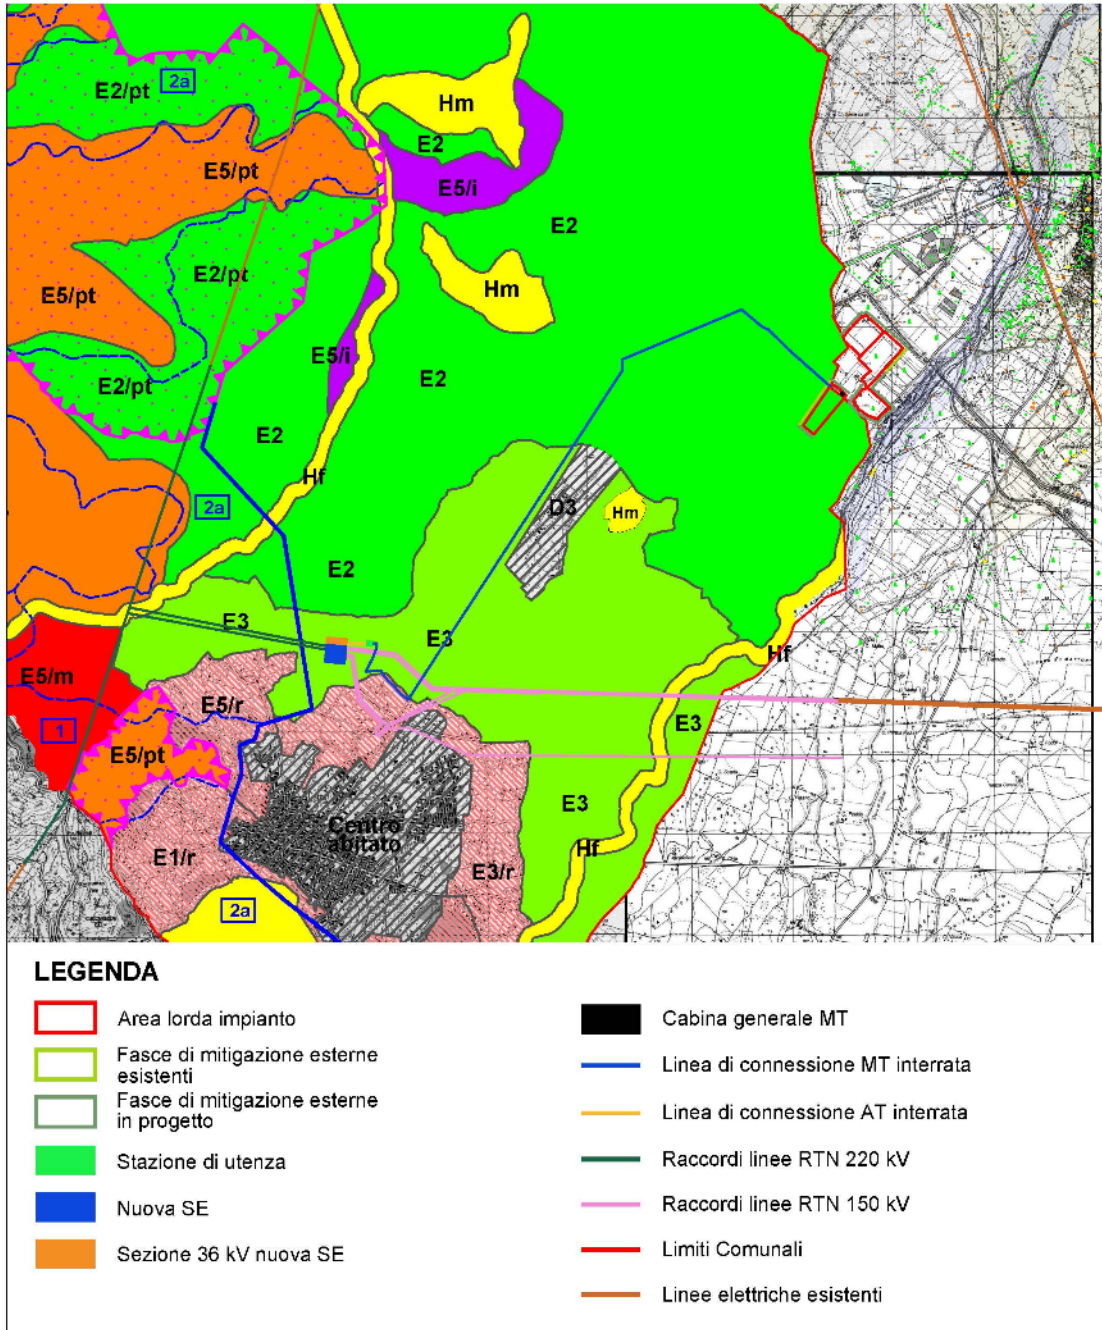 E2/pt
2a
Hm
E2
E5/pt
E5/i
E2
E2/pt
Hm
E5/pt
E5/i
E2/pt
E2
E2
Hf
2a
D3
Hm
E2
E3
E3
Hf
E5/m
E5/r
1
E5/pt
E3
E3
Centro
abitato
Hf
E1/r
E3/r
2a
LEGENDA
Area lorda impianto
Fasce di mitigazione esterne
esistenti
Fasce di mitigazione esterne
in progetto
Stazione di utenza
Nuova SE
Sezione 36 kV nuova SE
Cabina generale MT
Linea di connessione MT interrata
Linea di connessione AT interrata
Raccordi linee RTN 220 kV
Raccordi linee RTN 150 kV
Limiti Comunali
Linee elettriche esistenti